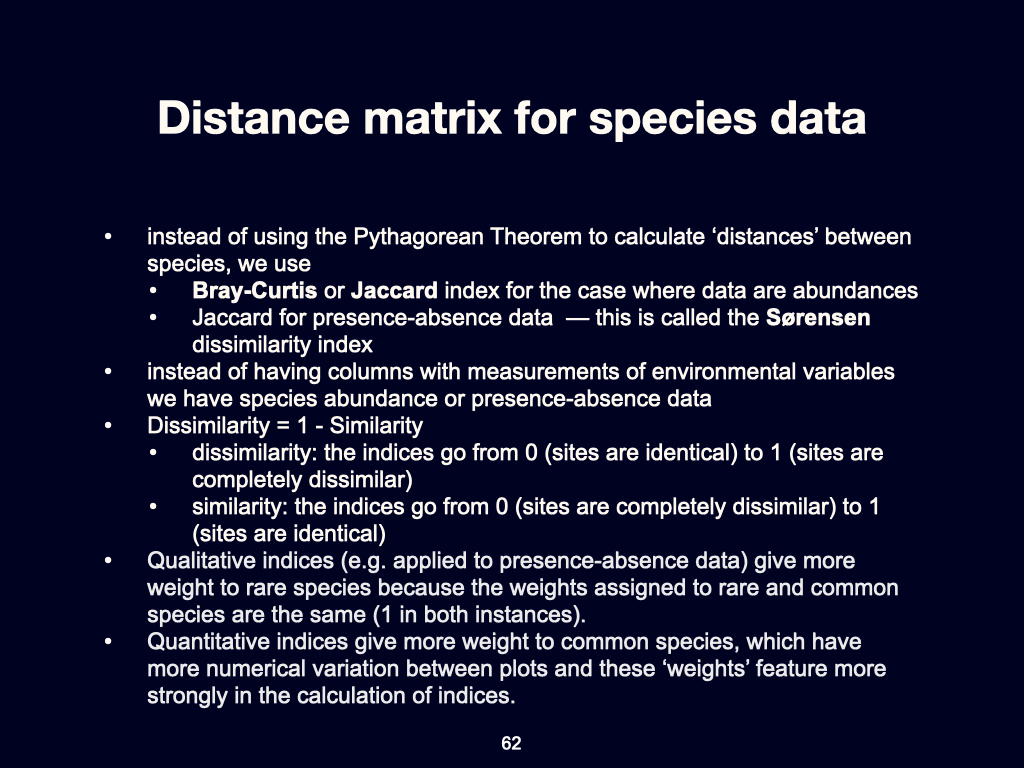 Distance matrix for species data
• instead of using the Pythagorean Theorem to calculate ‘distances’ between
species, we use
• Bray-Curtis or Jaccard index for the case where data are abundances
• Jaccard for presence-absence data — this is called the Sørensen
dissimilarity index
• instead of having columns with measurements of environmental variables
we have species abundance or presence-absence data
• Dissimilarity = 1 - Similarity
• dissimilarity: the indices go from 0 (sites are identical) to 1 (sites are
completely dissimilar)
• similarity: the indices go from 0 (sites are completely dissimilar) to 1
(sites are identical)
• Qualitative indices (e.g. applied to presence-absence data) give more
weight to rare species because the weights assigned to rare and common
species are the same (1 in both instances).
• Quantitative indices give more weight to common species, which have
more numerical variation between plots and these ‘weights’ feature more
strongly in the calculation of indices.
62